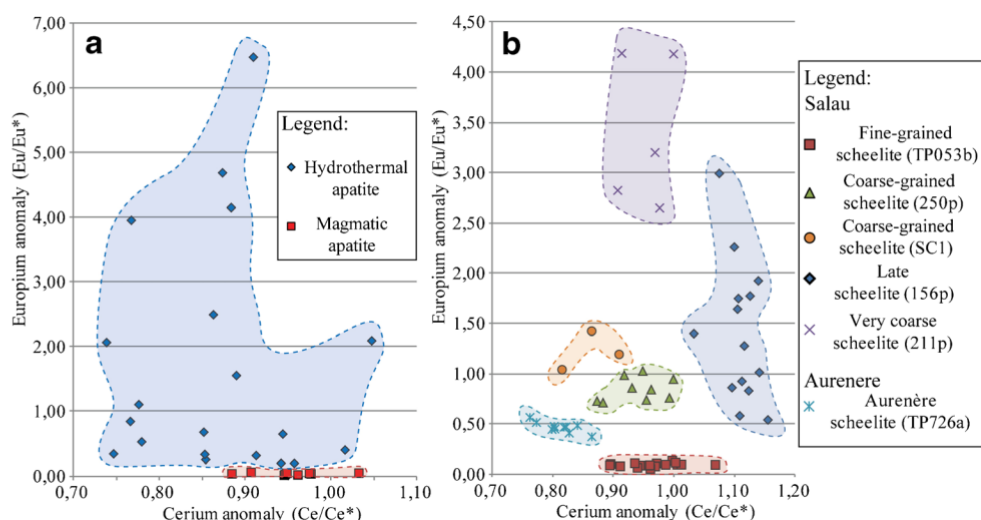 a
Europium anomaly (Eu/Eu*)
7,00
6,00
5,00
4,00
3,00
2,00
1,00
0,00
0,70
0,80
0,90
1,00
1,10
Cerium anomaly (Ce/Ce*)
Legend:
Hydrothermal
apatite
Magmatic
apatite
b
Europium anomaly (Eu/Eu*)
4,50
4,00
3,50
3,00
2,50
2,00
1,50
1,00
0,50
0,00
0,70
0,80
0,90
1,00
1,10
1,20
Cerium anomaly (Ce/Ce*)
Legend:
Salau
Fine-grained
scheelite (TP053b)
Coarse-grained
scheelite (250p)
Coarse-grained
scheelite (SC1)
Late
scheelite (156p)
Very coarse
scheelite (211p)
Aurenere
Aurenère
scheelite (TP726a)